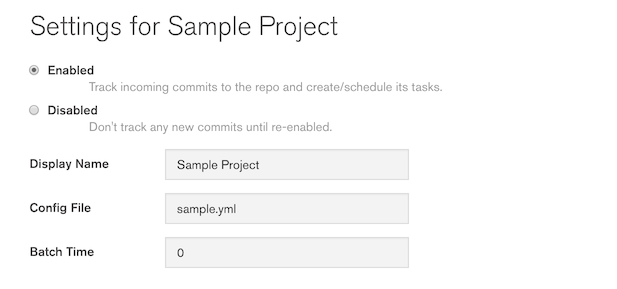 Settings for Sample Project
Enabled
Track incoming commits to the repo and create/schedule its tasks.
Disabled
Don't track any new commits until re-enabled.
Display Name Sample Project
Config File sample.yml
Batch Time 0